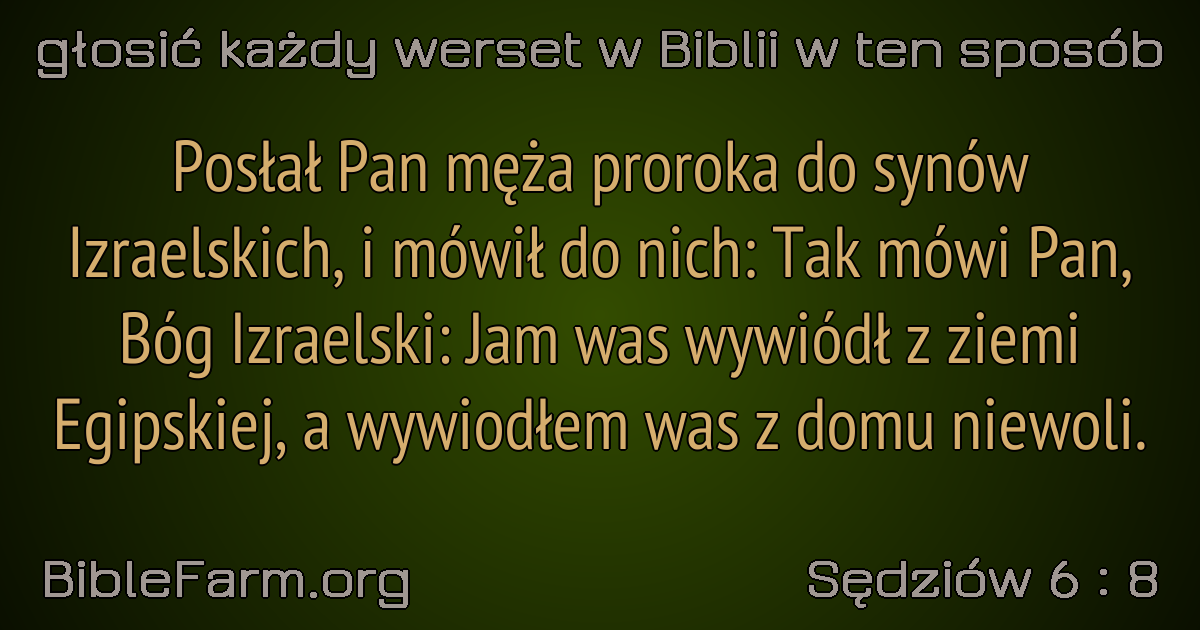 głosić każdy werset w Biblii w ten sposób
Posłał Pan męża proroka do synów
Izraelskich, i mówił do nich: Tak mówi Pan,
Bóg Izraelski: Jam was wywiódł z ziemi
Egipskiej, a wywiodłem was z domu niewoli.
BibleFarm.org
Sędziów 6 : 8